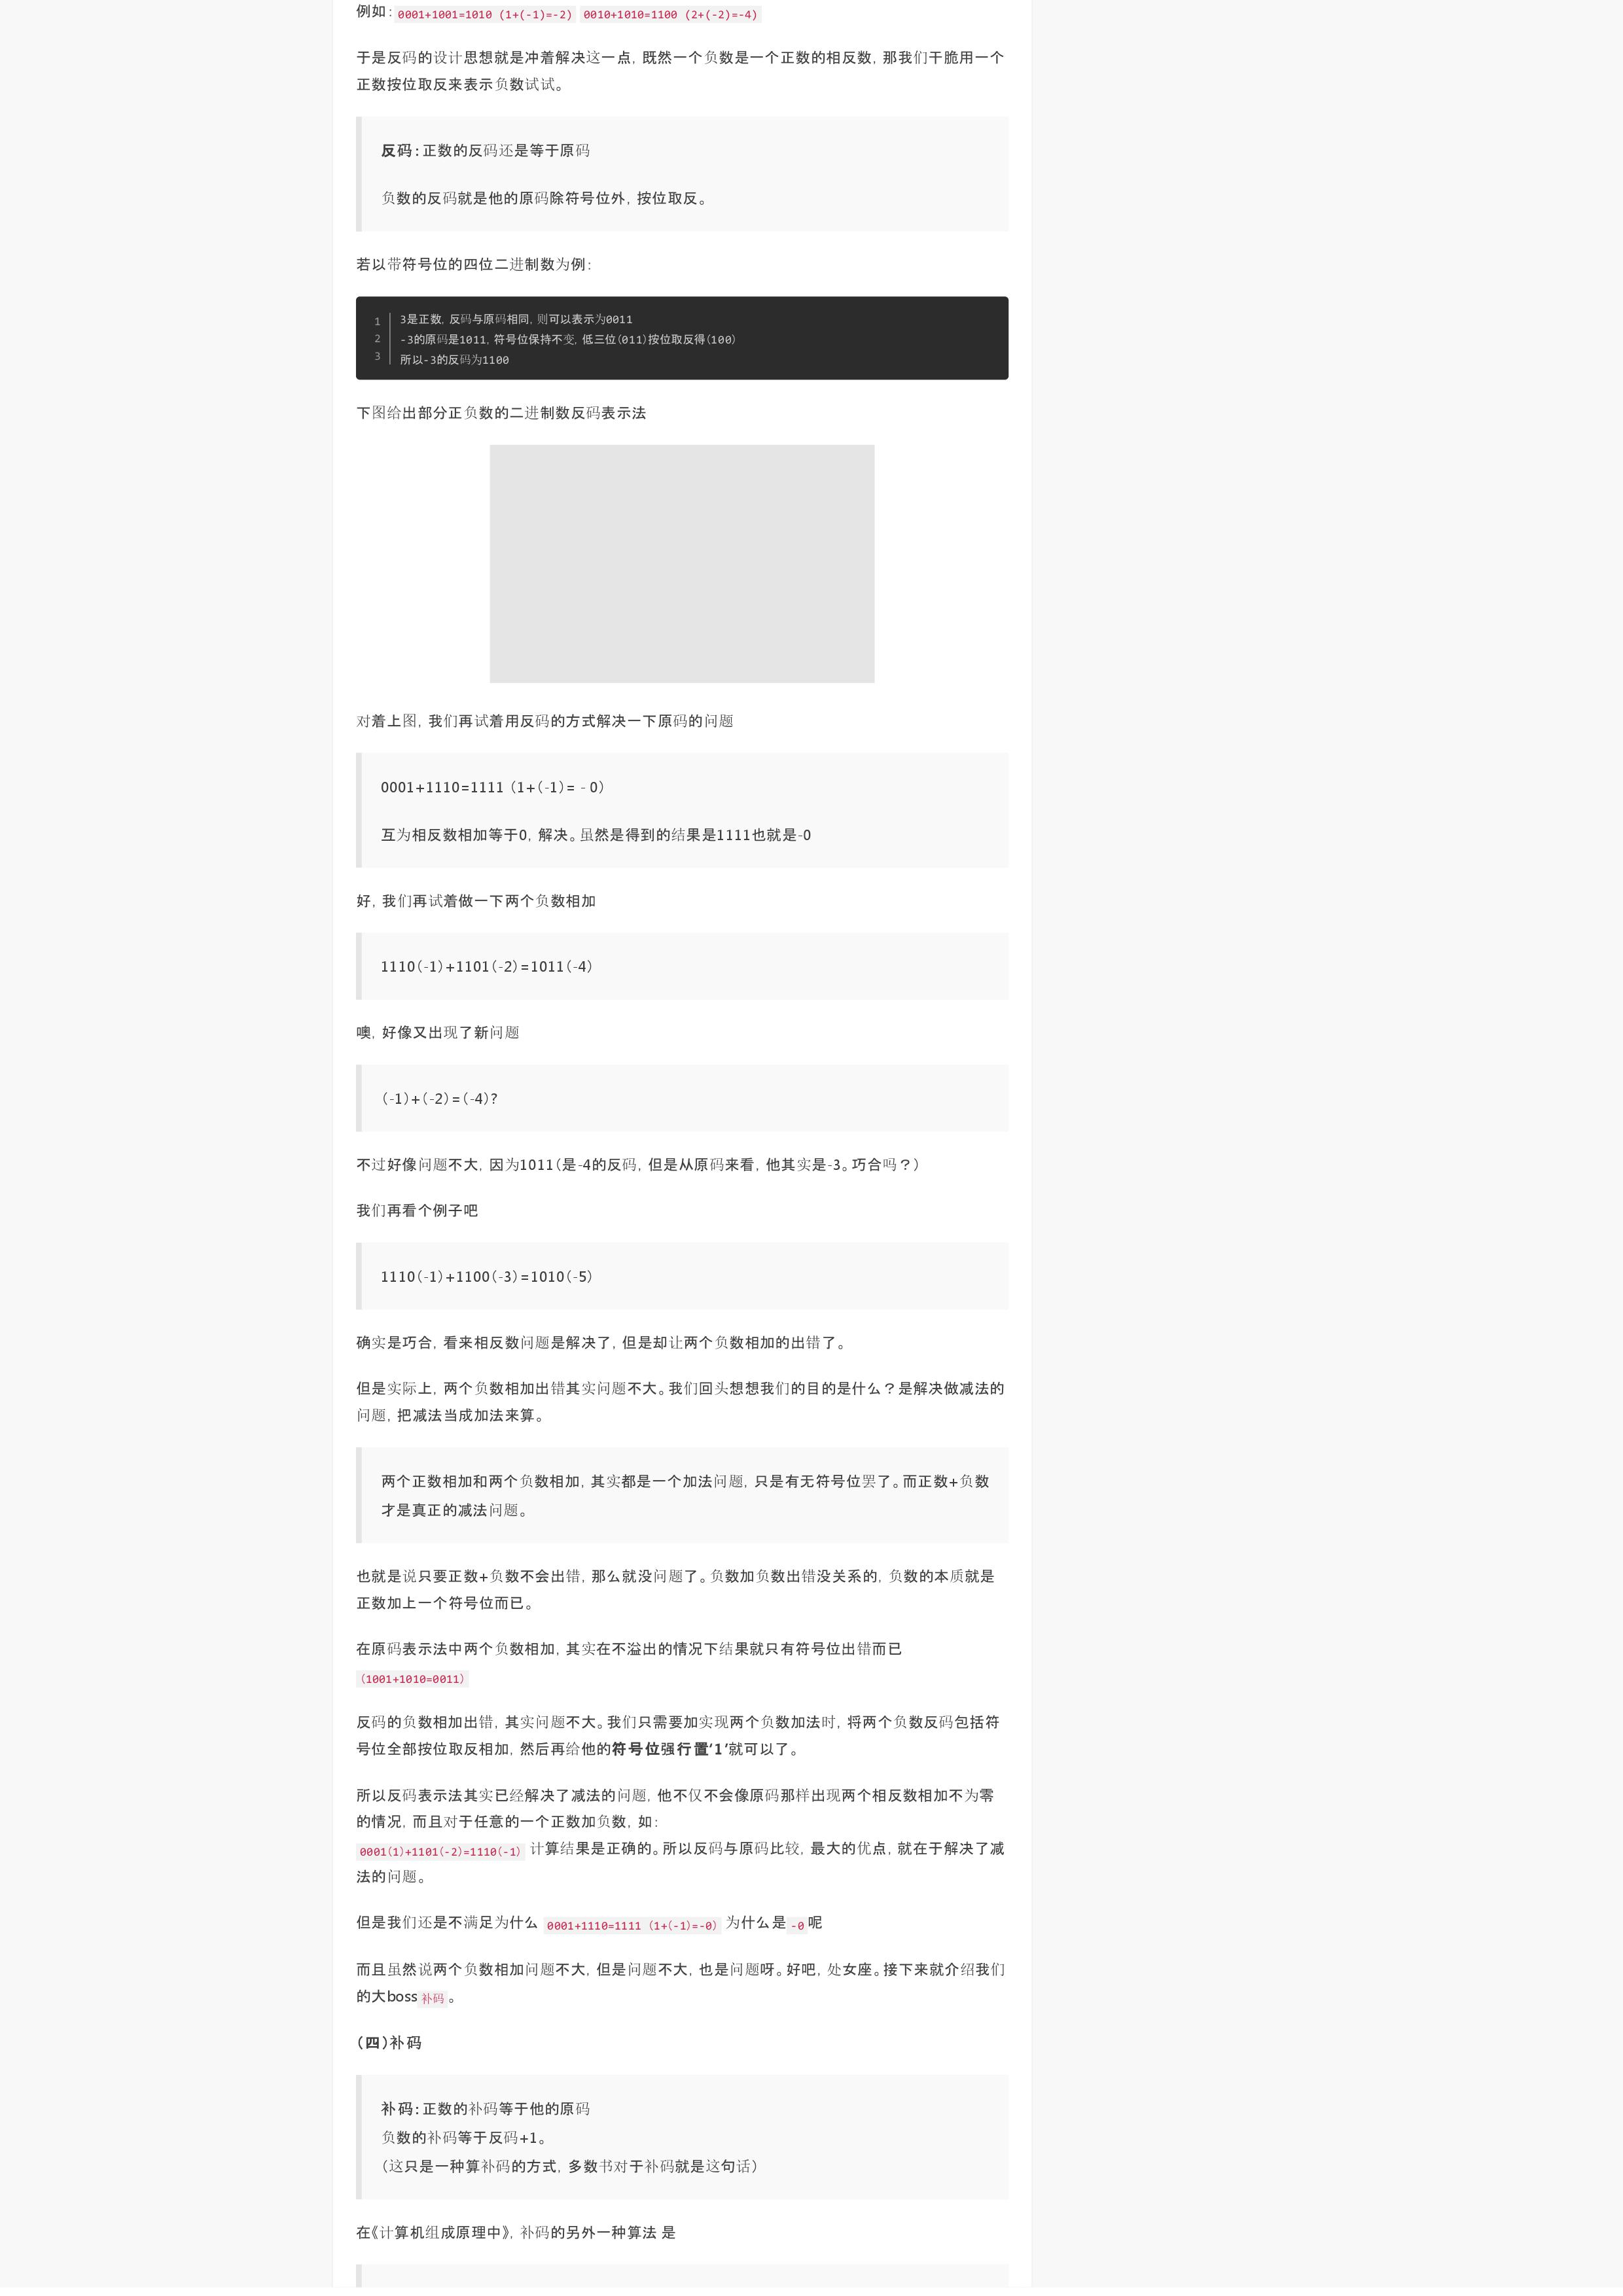 例如：0001+1001=1010 (1+(-1)=-2) 0010+1010=1100 (2+(-2)=-4)
于是反码的设计思想就是冲着解决这一点，既然一个负数是一个正数的相反数，那我们干脆用一个
正数按位取反来表示负数试试。
反码：正数的反码还是等于原码
负数的反码就是他的原码除符号位外，按位取反。
若以带符号位的四位二进制数为例：
1 3是正数，反码与原码相同，则可以表示为0011
2 -3的原码是1011，符号位保持不变，低三位（011）按位取反得（100）
3 所以-3的反码为1100
下图给出部分正负数的二进制数反码表示法
对着上图，我们再试着用反码的方式解决一下原码的问题
0001+1110=1111 （1+（-1）= - 0）
互为相反数相加等于0，解决。虽然是得到的结果是1111也就是-0
好，我们再试着做一下两个负数相加
1110（-1）+1101（-2）=1011（-4）
噢，好像又出现了新问题
（-1）+（-2）=（-4）?
不过好像问题不大，因为1011（是-4的反码，但是从原码来看，他其实是-3。巧合吗？）
我们再看个例子吧
1110（-1）+1100（-3）=1010（-5）
确实是巧合，看来相反数问题是解决了，但是却让两个负数相加的出错了。
但是实际上，两个负数相加出错其实问题不大。我们回头想想我们的目的是什么？是解决做减法的
问题，把减法当成加法来算。
两个正数相加和两个负数相加，其实都是一个加法问题，只是有无符号位罢了。而正数+负数
才是真正的减法问题。
也就是说只要正数+负数不会出错，那么就没问题了。负数加负数出错没关系的，负数的本质就是
正数加上一个符号位而已。
在原码表示法中两个负数相加，其实在不溢出的情况下结果就只有符号位出错而已
（1001+1010=0011）
反码的负数相加出错，其实问题不大。我们只需要加实现两个负数加法时，将两个负数反码包括符
号位全部按位取反相加，然后再给他的符号位强行置‘1’就可以了。
所以反码表示法其实已经解决了减法的问题，他不仅不会像原码那样出现两个相反数相加不为零
的情况，而且对于任意的一个正数加负数，如：
0001（1）+1101（-2）=1110（-1） 计算结果是正确的。所以反码与原码比较，最大的优点，就在于解决了减
法的问题。
但是我们还是不满足为什么 0001+1110=1111 （1+（-1）=-0） 为什么是 -0 呢
而且虽然说两个负数相加问题不大，但是问题不大，也是问题呀。好吧，处女座。接下来就介绍我们
的大boss 补码 。
（四）补码
补码：正数的补码等于他的原码
负数的补码等于反码+1。
（这只是一种算补码的方式，多数书对于补码就是这句话）
在《计算机组成原理中》，补码的另外一种算法 是